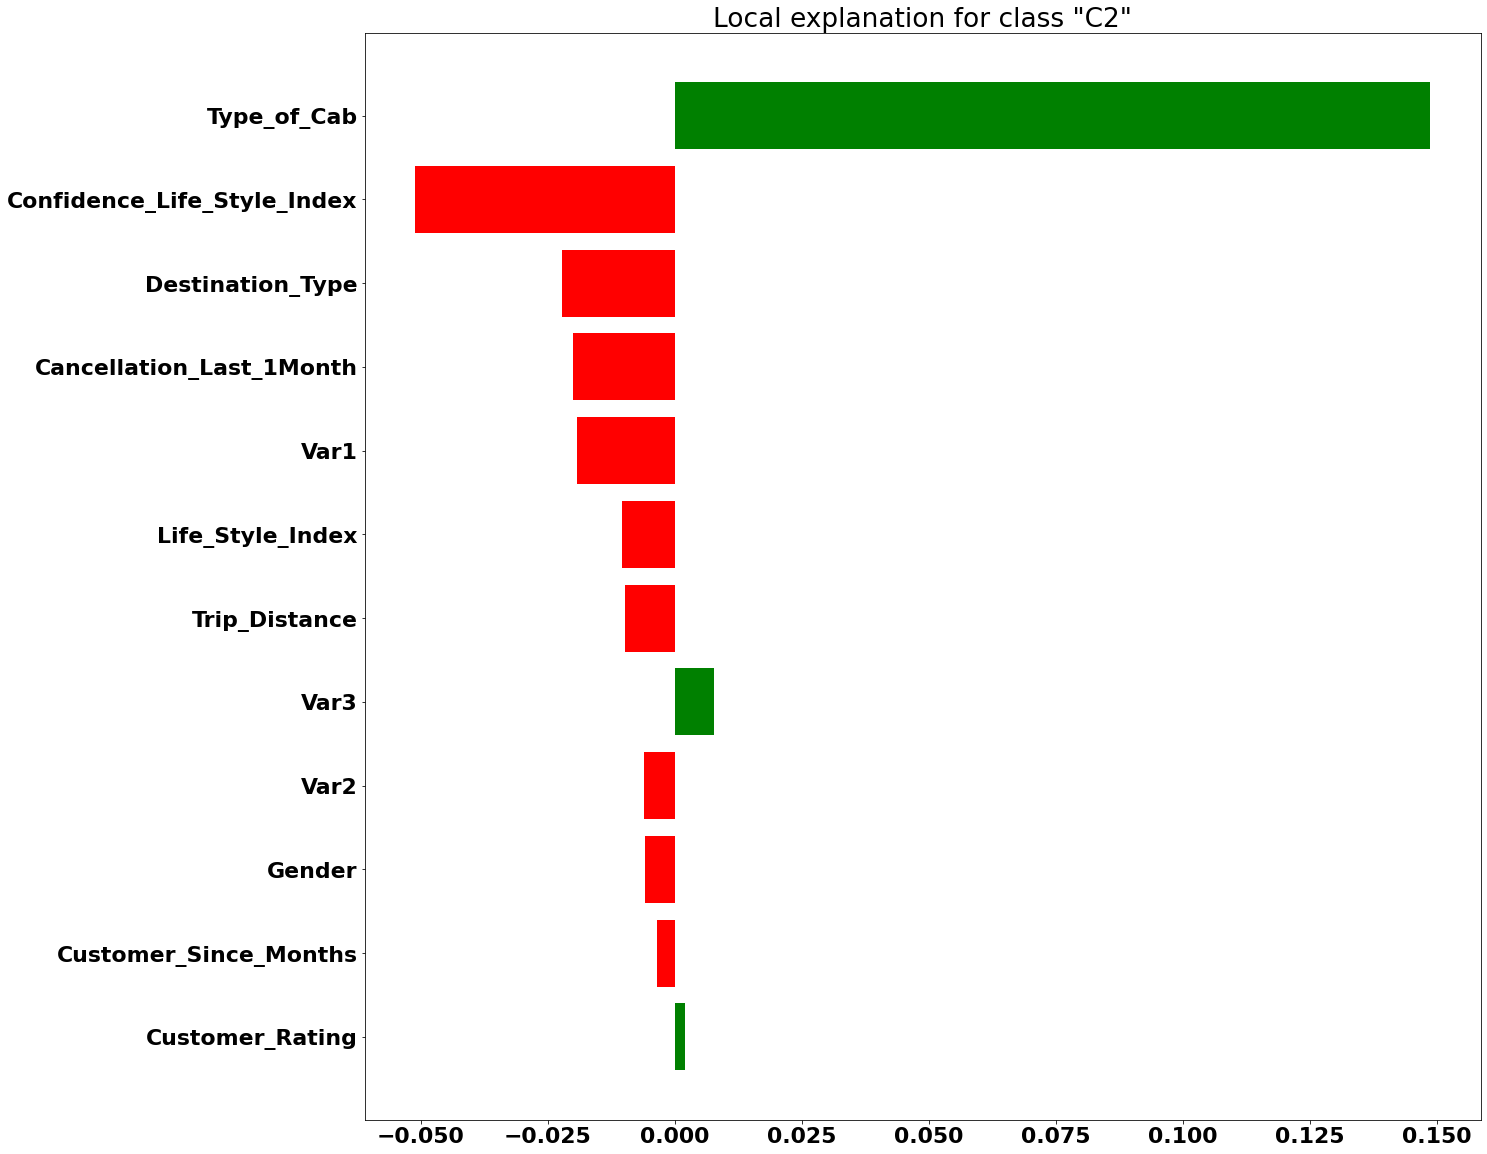 Local explanation for class "C2"
Type_of_Cab
Confidence_Life_Style_Index
Destination_Type
Cancellation_Last_1Month
Var1
Life_Style_Index
Trip_Distance
Var3
Var2
Gender
Customer_Since_Months
Customer_Rating
−0.050 −0.025 0.000 0.025 0.050 0.075 0.100 0.125 0.150